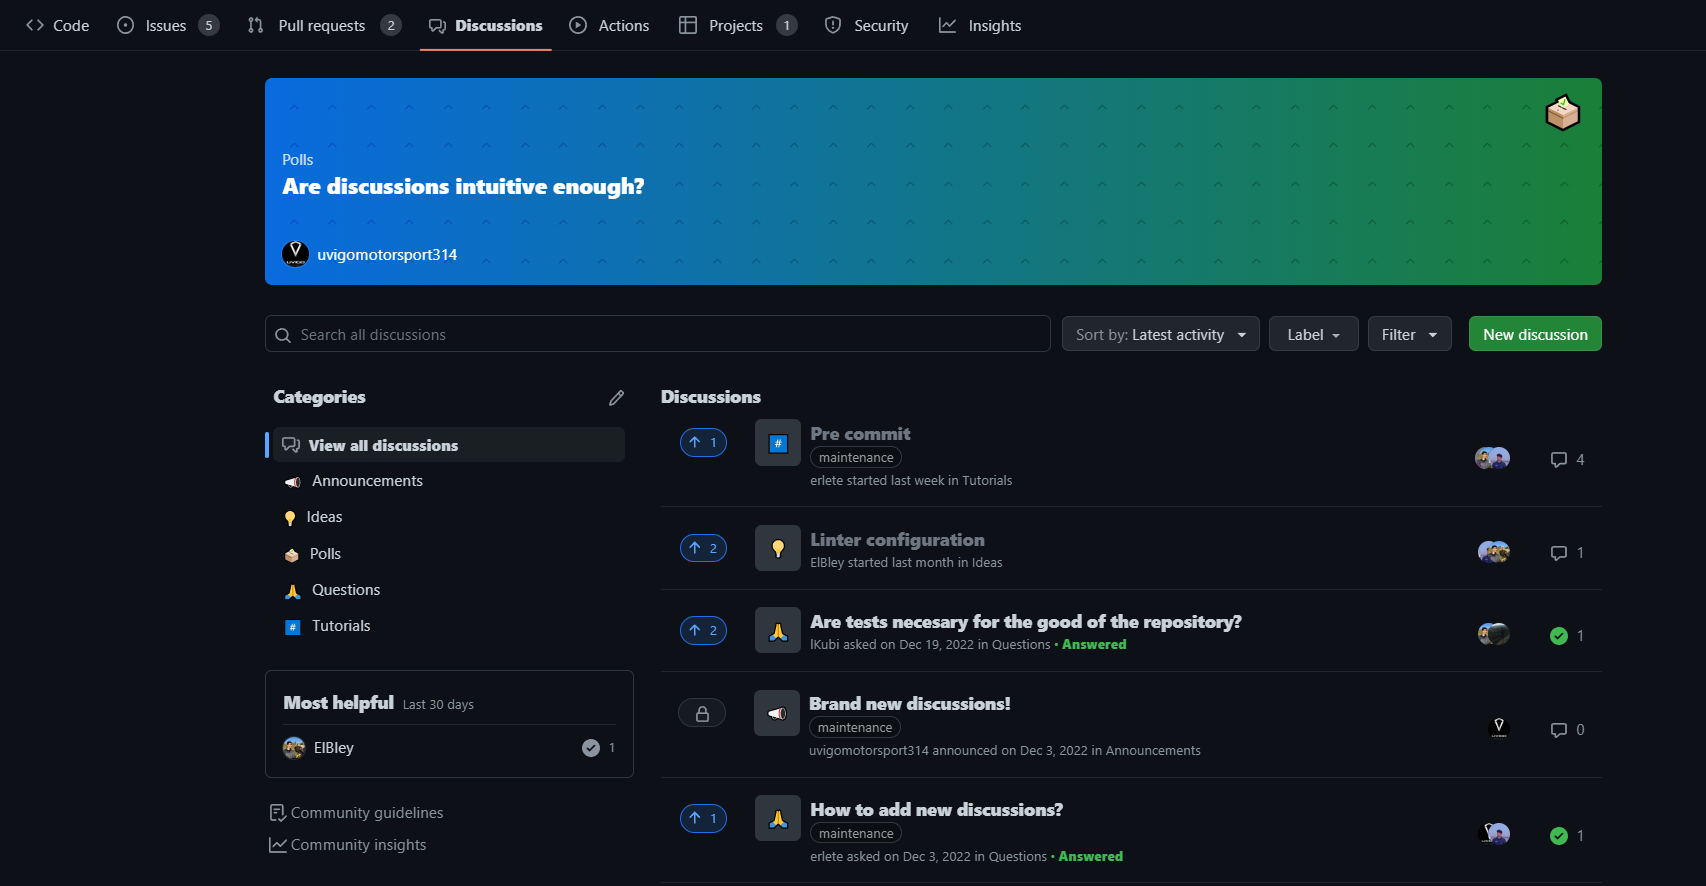 Code Issues 5 Pull requests 2 Discussions Actions Projects 1 Security Insights
Polls
Are discussions intuitive enough?
uvigomotorsport314
Search all discussions
Sort by: Latest activity Label Filter New discussion
Categories
View all discussions
Announcements
Ideas
Polls
Questions
# Tutorials
Most helpful Last 30 days
ElBley 1
Community guidelines
Community insights
Discussions
1 # Pre commit
maintenance
erlete started last week in Tutorials
4
2 Linter configuration
ElBley started last month in Ideas
1
2 Are tests necesary for the good of the repository?
lKubi asked on Dec 19, 2022 in Questions • Answered
1
Brand new discussions!
maintenance
uvigomotorsport314 announced on Dec 3, 2022 in Announcements
0
1 How to add new discussions?
maintenance
erlete asked on Dec 3, 2022 in Questions • Answered
1